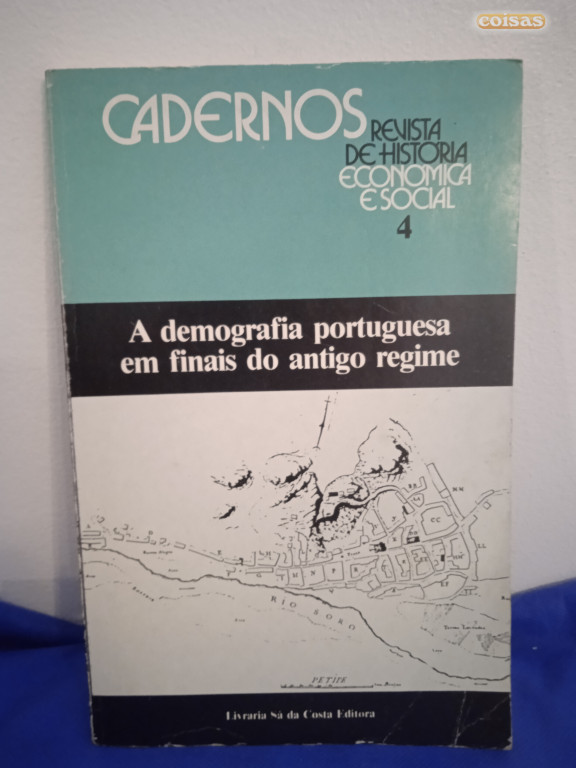 coisas
CADERNOS
REVISTA
DE HISTÓRIA
ECONÓMICA
E SOCIAL
4
A demografia portuguesa
em finais do antigo regime
RIO SORO
PETITE
Livraria Sá da Costa Editora